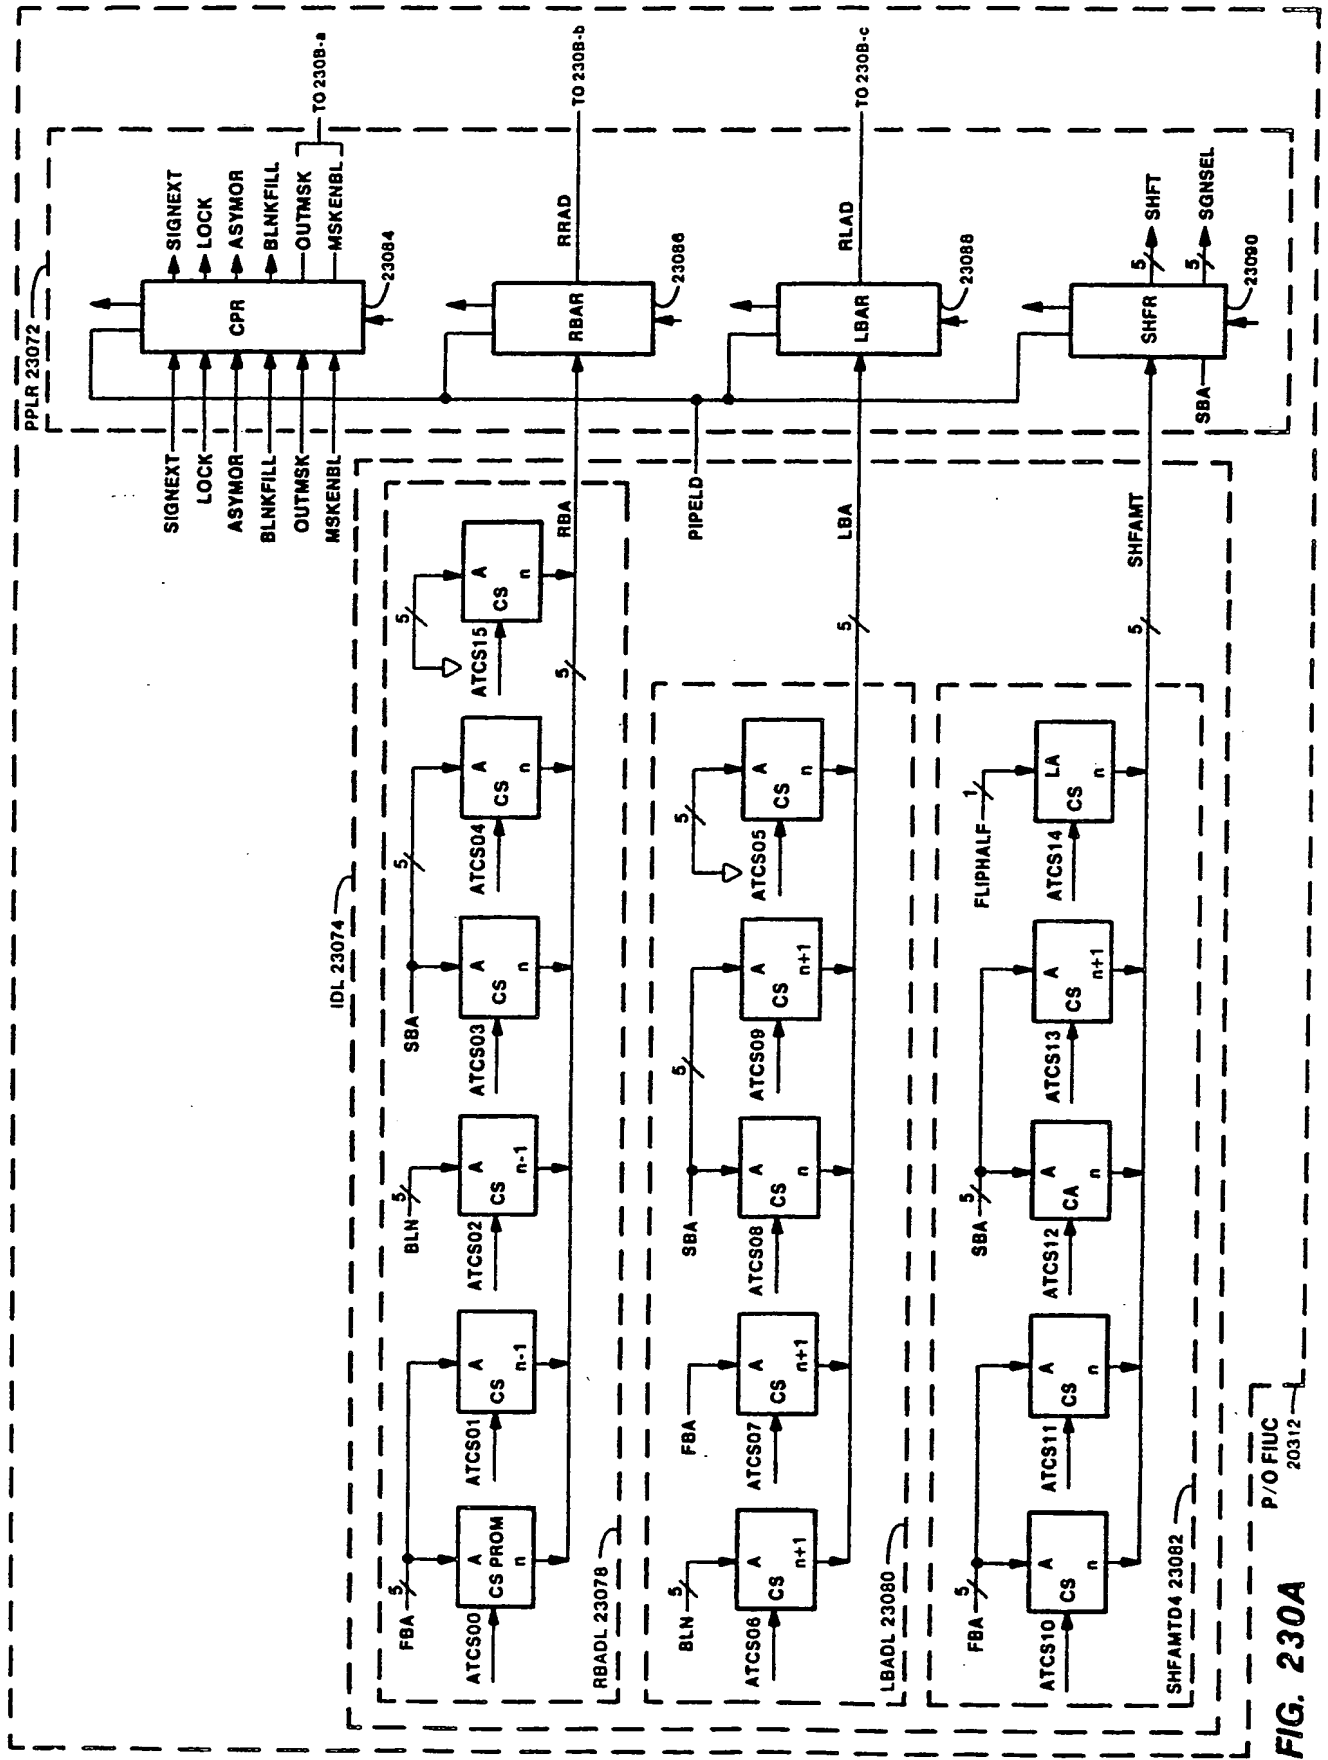 PPLR 23072
SIGNEXT
LOCK
ASYMOR
BLNKFILL
OUTMSK
MSKENBL
CPR
23084
SIGNEXT
LOCK
ASYMOR
BLNKFILL
OUTMSK
MSKENBL
TO 230B-a
RBAR
23086
RRAD
TO 230B-b
LBAR
23088
RLAD
TO 230B-c
SHFR
23090
SBA
5
SHFT
5
SGNSEL
PIPELD
IDL 23074
RBADL 23078
FBA
5
ATCS00
A
CS PROM
n
ATCS01
A
CS
n-1
BLN
5
ATCS02
A
CS
n-1
SBA
5
ATCS03
A
CS
n
ATCS04
A
CS
n
5
ATCS15
A
CS
n
5
RBA
LBADL 23080
BLN
5
ATCS06
A
CS
n+1
FBA
ATCS07
A
CS
n+1
SBA
5
ATCS08
A
CS
n
ATCS09
A
CS
n+1
5
ATCS05
A
CS
n
5
LBA
SHFAMTD4 23082
FBA
5
ATCS10
A
CS
n
ATCS11
A
CS
n
SBA
5
ATCS12
A
CA
n
ATCS13
A
CS
n+1
FLIPHALF
1
ATCS14
LA
CS
n
5
SHFAMT
P/O FIUC
20312
FIG. 230A